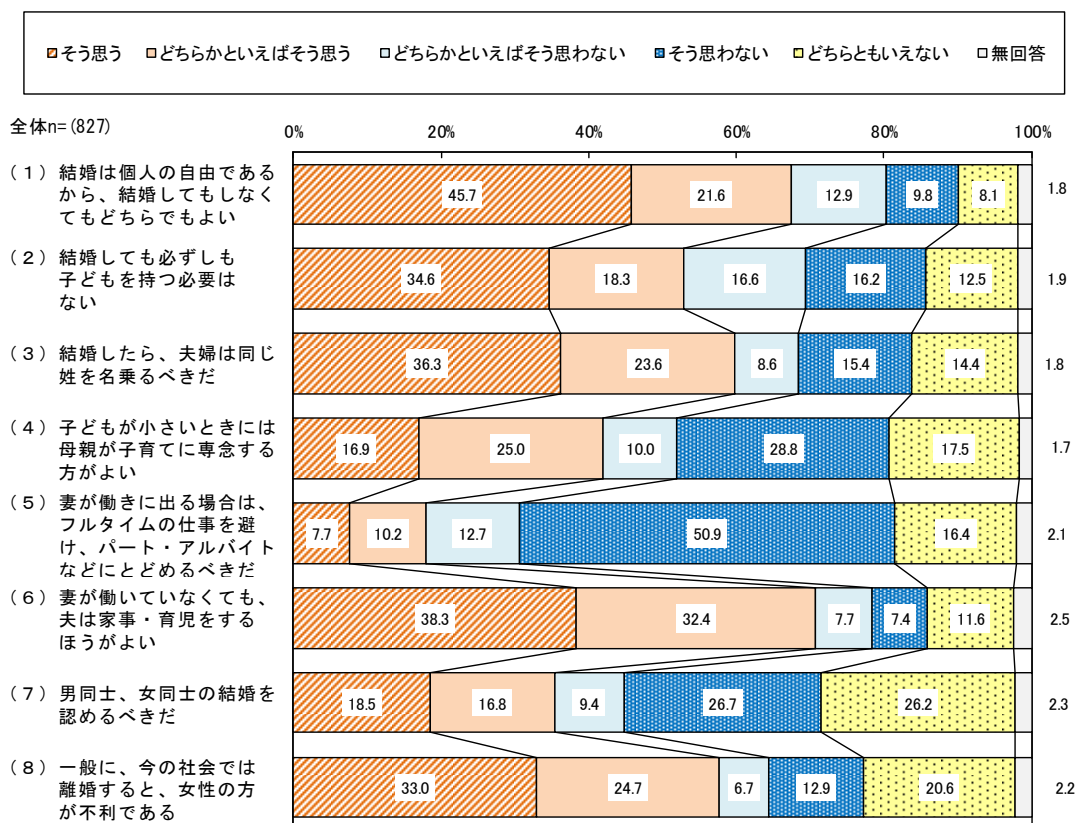 そう思う どちらかといえばそう思う どちらかといえばそう思わない そう思わない どちらともいえない 無回答
全体n=(827)
0% 20% 40% 60% 80% 100%
(1) 結婚は個人の自由である
から、結婚してもしなく
てもどちらでもよい
45.7 21.6 12.9 9.8 8.1 1.8
(2) 結婚しても必ずしも
子どもを持つ必要は
ない
34.6 18.3 16.6 16.2 12.5 1.9
(3) 結婚したら、夫婦は同じ
姓を名乗るべきだ
36.3 23.6 8.6 15.4 14.4 1.8
(4) 子どもが小さいときには
母親が子育てに専念する
方がよい
16.9 25.0 10.0 28.8 17.5 1.7
(5) 妻が働きに出る場合は、
フルタイムの仕事を避
け、パート・アルバイト
などにとどめるべきだ
7.7 10.2 12.7 50.9 16.4 2.1
(6) 妻が働いていなくても、
夫は家事・育児をする
ほうがよい
38.3 32.4 7.7 7.4 11.6 2.5
(7) 男同士、女同士の結婚を
認めるべきだ
18.5 16.8 9.4 26.7 26.2 2.3
(8) 一般に、今の社会では
離婚すると、女性の方
が不利である
33.0 24.7 6.7 12.9 20.6 2.2